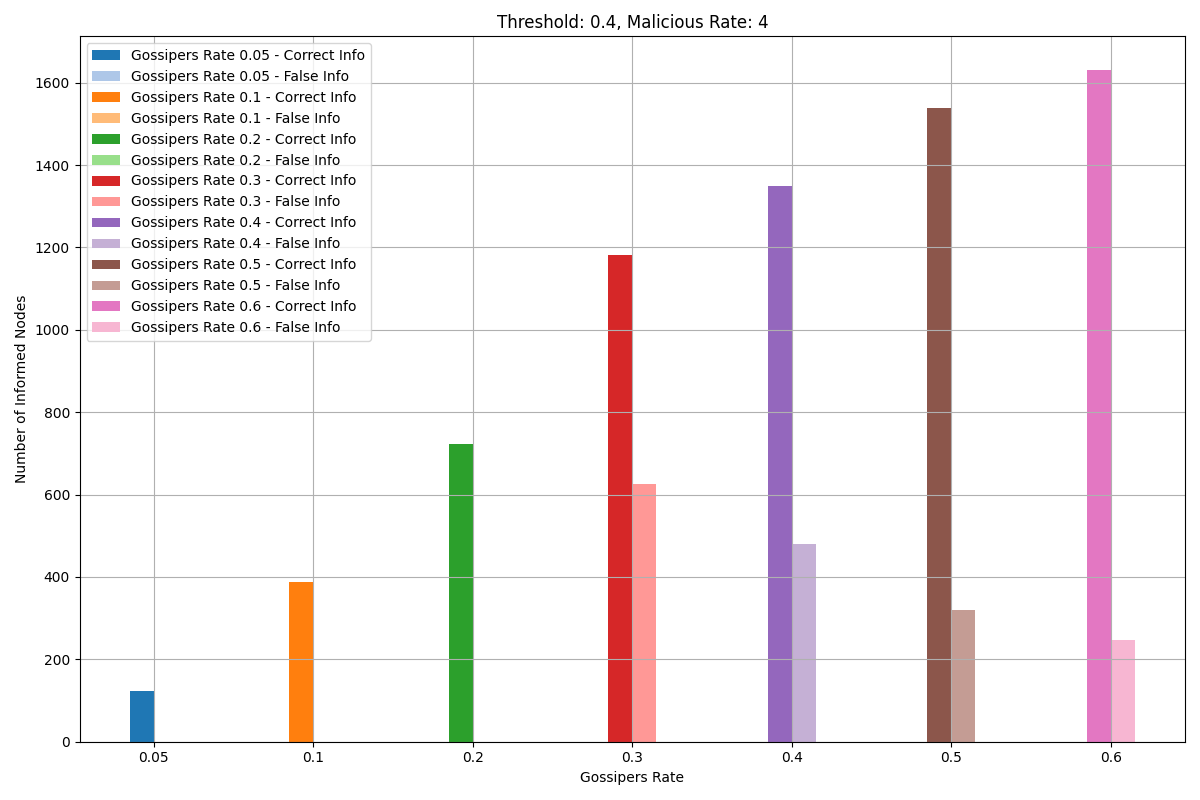 Threshold: 0.4, Malicious Rate: 4
Gossipers Rate 0.05 - Correct Info
Gossipers Rate 0.05 - False Info
Gossipers Rate 0.1 - Correct Info
Gossipers Rate 0.1 - False Info
Gossipers Rate 0.2 - Correct Info
Gossipers Rate 0.2 - False Info
Gossipers Rate 0.3 - Correct Info
Gossipers Rate 0.3 - False Info
Gossipers Rate 0.4 - Correct Info
Gossipers Rate 0.4 - False Info
Gossipers Rate 0.5 - Correct Info
Gossipers Rate 0.5 - False Info
Gossipers Rate 0.6 - Correct Info
Gossipers Rate 0.6 - False Info
Number of Informed Nodes
1600
1400
1200
1000
800
600
400
200
0
0.05 0.1 0.2 0.3 0.4 0.5 0.6
Gossipers Rate